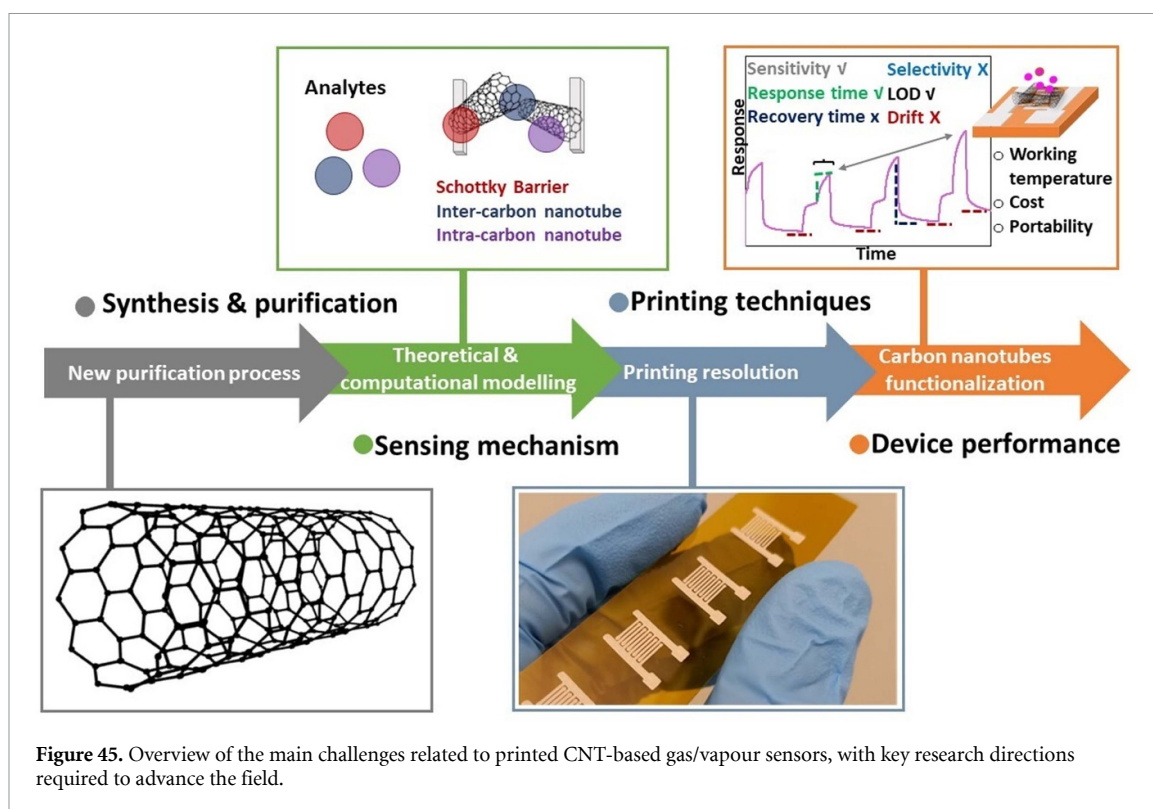 Analytes
Schottky Barrier
Inter-carbon nanotube
Intra-carbon nanotube
Sensitivity √ Selectivity X
Response time √ LOD √
Recovery time x Drift X
Response
Time
Working
temperature
Cost
Portability
Synthesis & purification
Printing techniques
New purification process
Theoretical &
computational modelling
Printing resolution
Carbon nanotubes
functionalization
Sensing mechanism
Device performance
Figure 45. Overview of the main challenges related to printed CNT-based gas/vapour sensors, with key research directions
required to advance the field.